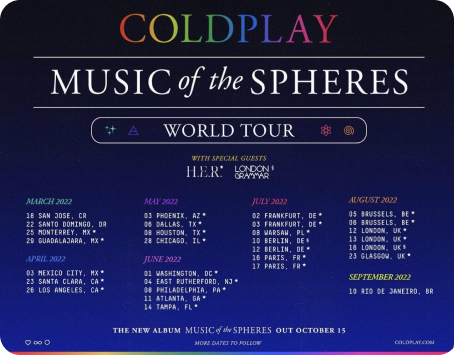 COLDPLAY
MUSIC of the SPHERES
WORLD TOUR
WITH SPECIAL GUESTS
H.E.R.* LONDON GRAMMAR§
MARCH 2022
18 SAN JOSE, CR
22 SANTO DOMINGO, DR
25 MONTERREY, MX*
29 GUADALAJARA, MX*
APRIL 2022
03 MEXICO CITY, MX*
23 SANTA CLARA, CA*
26 LOS ANGELES, CA*
MAY 2022
03 PHOENIX, AZ*
06 DALLAS, TX*
08 HOUSTON, TX*
28 CHICAGO, IL*
JUNE 2022
01 WASHINGTON, DC*
04 EAST RUTHERFORD, NJ*
08 PHILADELPHIA, PA*
11 ATLANTA, GA*
14 TAMPA, FL*
JULY 2022
02 FRANKFURT, DE*
03 FRANKFURT, DE*
08 WARSAW, PL*
10 BERLIN, DE§
12 BERLIN, DE*
16 PARIS, FR*
17 PARIS, FR*
AUGUST 2022
05 BRUSSELS, BE*
06 BRUSSELS, BE*
12 LONDON, UK*
13 LONDON, UK*
16 LONDON, UK*
23 GLASGOW, UK*
SEPTEMBER 2022
10 RIO DE JANEIRO, BR
THE NEW ALBUM MUSIC of the SPHERES OUT OCTOBER 15
MORE DATES TO FOLLOW
COLDPLAY.COM